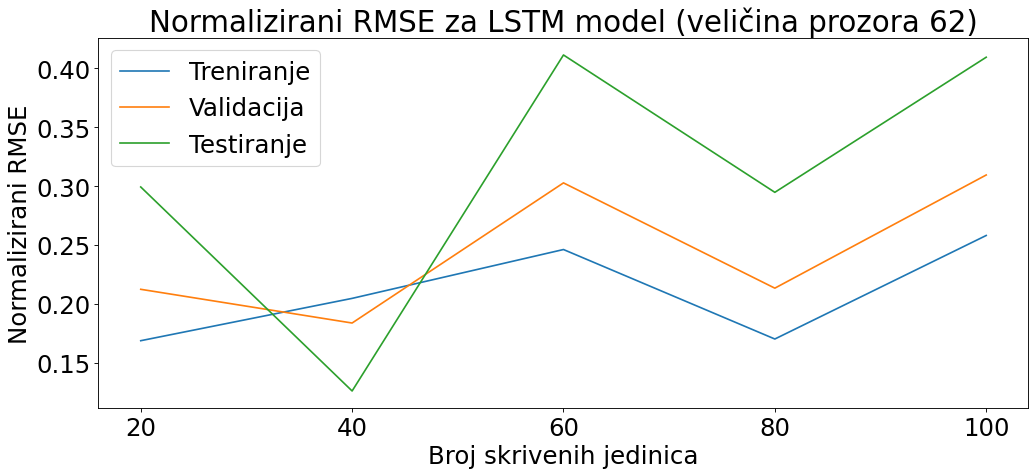 Normalizirani RMSE za LSTM model (veličina prozora 62)
Treniranje
Validacija
Testiranje
Normalizirani RMSE
0.40
0.35
0.30
0.25
0.20
0.15
20 40 60 80 100
Broj skrivenih jedinica